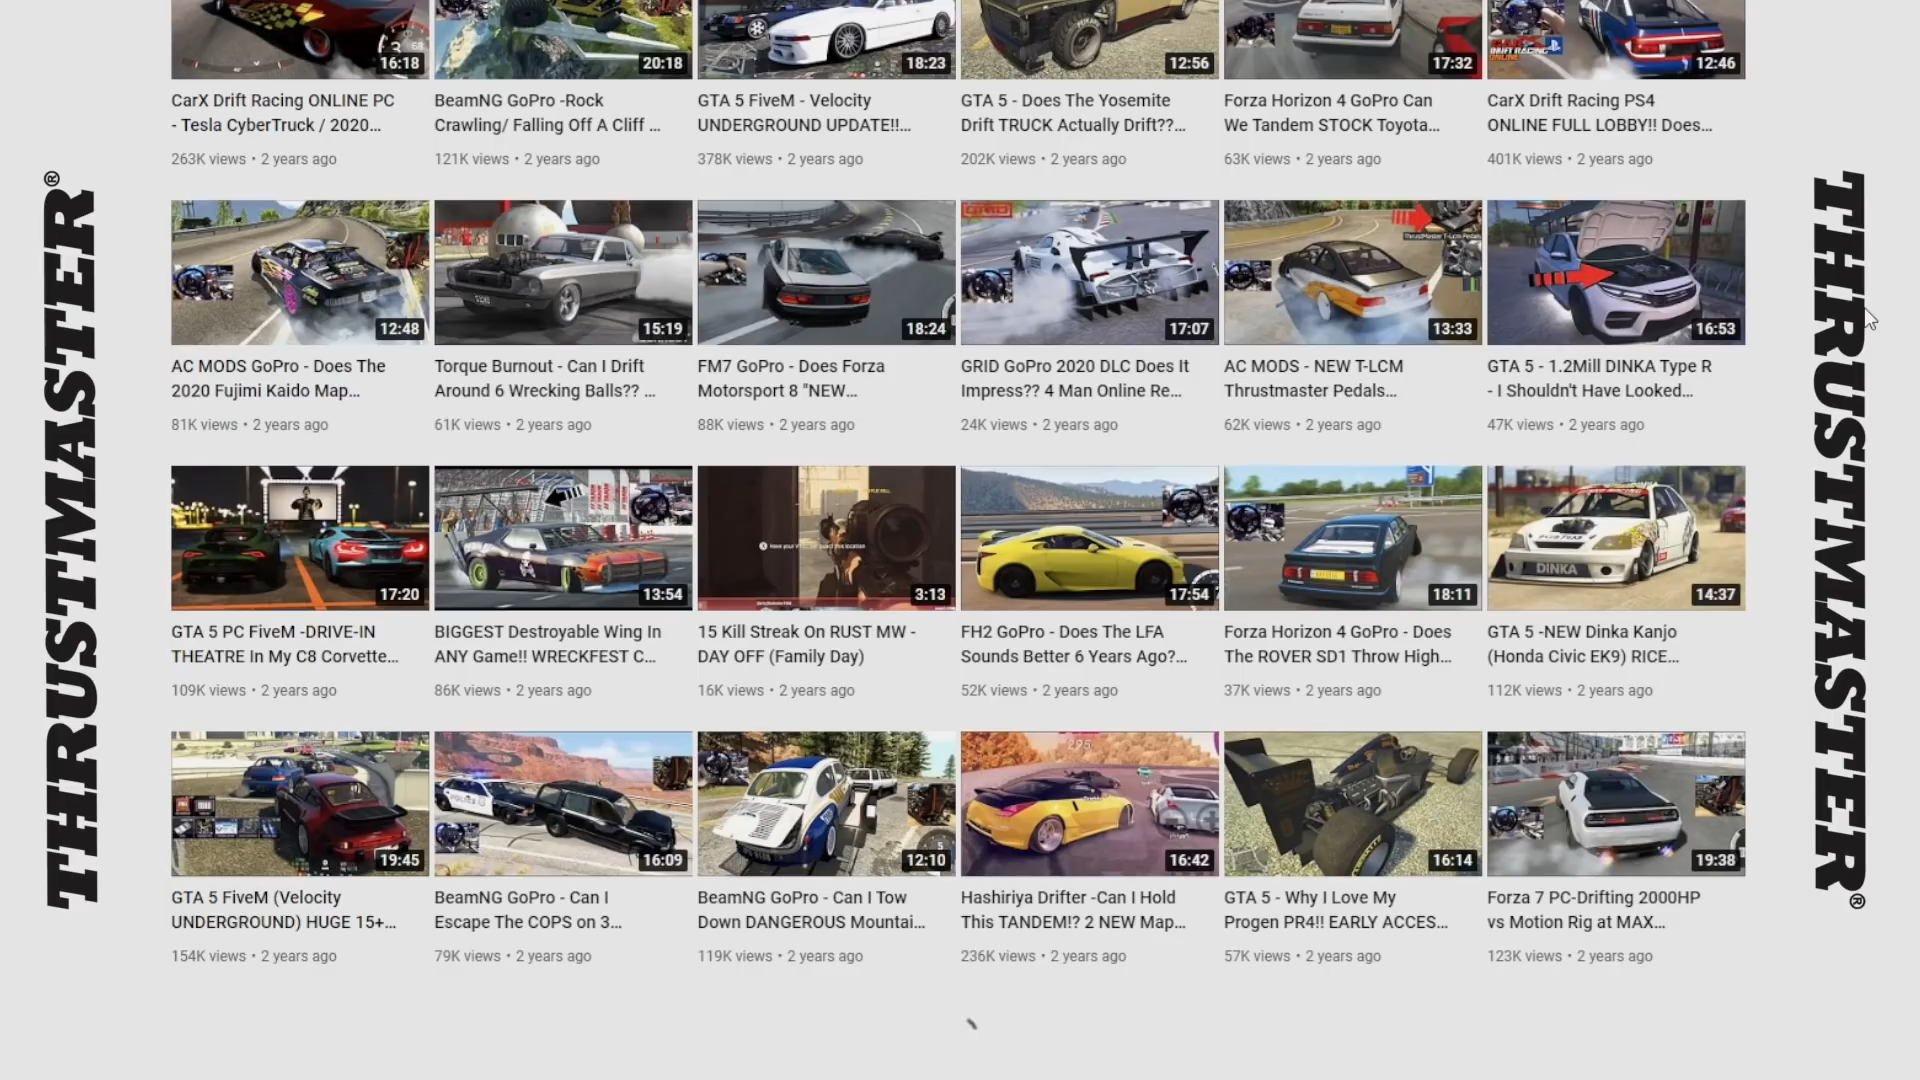 16:18
20:18
18:23
12:56
17:32
12:46
CarX Drift Racing ONLINE PC
- Tesla CyberTruck / 2020...
263K views • 2 years ago
BeamNG GoPro -Rock
Crawling/ Falling Off A Cliff ...
121K views • 2 years ago
GTA 5 FiveM - Velocity
UNDERGROUND UPDATE!!...
378K views • 2 years ago
GTA 5 - Does The Yosemite
Drift TRUCK Actually Drift??...
202K views • 2 years ago
Forza Horizon 4 GoPro Can
We Tandem STOCK Toyota...
63K views • 2 years ago
CarX Drift Racing PS4
ONLINE FULL LOBBY!! Does...
401K views • 2 years ago
THRUSTMASTER®
THRUSTMASTER®
12:48
15:19
18:24
GRID
17:07
13:33
16:53
AC MODS GoPro - Does The
2020 Fujimi Kaido Map...
81K views • 2 years ago
Torque Burnout - Can I Drift
Around 6 Wrecking Balls?? ...
61K views • 2 years ago
FM7 GoPro - Does Forza
Motorsport 8 "NEW...
88K views • 2 years ago
GRID GoPro 2020 DLC Does It
Impress?? 4 Man Online Re...
24K views • 2 years ago
AC MODS - NEW T-LCM
Thrustmaster Pedals...
62K views • 2 years ago
GTA 5 - 1.2Mill DINKA Type R
- I Shouldn't Have Looked...
47K views • 2 years ago
17:20
13:54
3:13
17:54
18:11
DINKA
14:37
GTA 5 PC FiveM -DRIVE-IN
THEATRE In My C8 Corvette...
109K views • 2 years ago
BIGGEST Destroyable Wing In
ANY Game!! WRECKFEST C...
86K views • 2 years ago
15 Kill Streak On RUST MW -
DAY OFF (Family Day)
16K views • 2 years ago
FH2 GoPro - Does The LFA
Sounds Better 6 Years Ago?...
52K views • 2 years ago
Forza Horizon 4 GoPro - Does
The ROVER SD1 Throw High...
37K views • 2 years ago
GTA 5 -NEW Dinka Kanjo
(Honda Civic EK9) RICE...
112K views • 2 years ago
19:45
16:09
12:10
295
16:42
16:14
19:38
GTA 5 FiveM (Velocity
UNDERGROUND) HUGE 15+...
154K views • 2 years ago
BeamNG GoPro - Can I
Escape The COPS on 3...
79K views • 2 years ago
BeamNG GoPro - Can I Tow
Down DANGEROUS Mountai...
119K views • 2 years ago
Hashiriya Drifter -Can I Hold
This TANDEM!? 2 NEW Map...
236K views • 2 years ago
GTA 5 - Why I Love My
Progen PR4!! EARLY ACCES...
57K views • 2 years ago
Forza 7 PC-Drifting 2000HP
vs Motion Rig at MAX...
123K views • 2 years ago